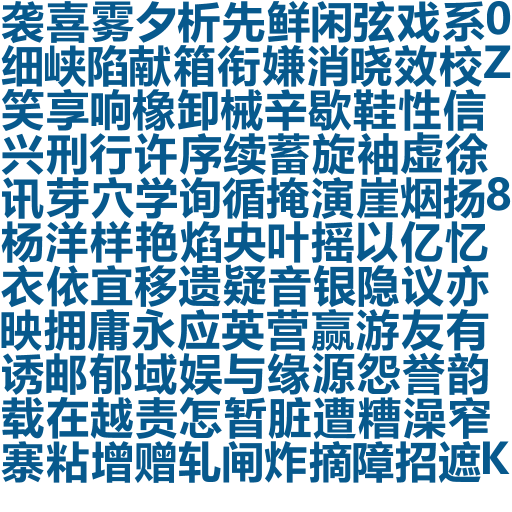 袭喜雾夕析先鲜闲弦戏系0
细峡陷献箱衔嫌消晓效校Z
笑享响橡卸械辛歇鞋性信
兴刑行许序续蓄旋袖虚徐
讯芽穴学询循掩演崖烟扬8
杨洋样艳焰央叶摇以亿忆
衣依宜移遗疑音银隐议亦
映拥庸永应英营赢游友有
诱邮郁域娱与缘源怨誉韵
载在越责怎暂脏遭糟澡窄
寨粘增赠轧闸炸摘障招遮K